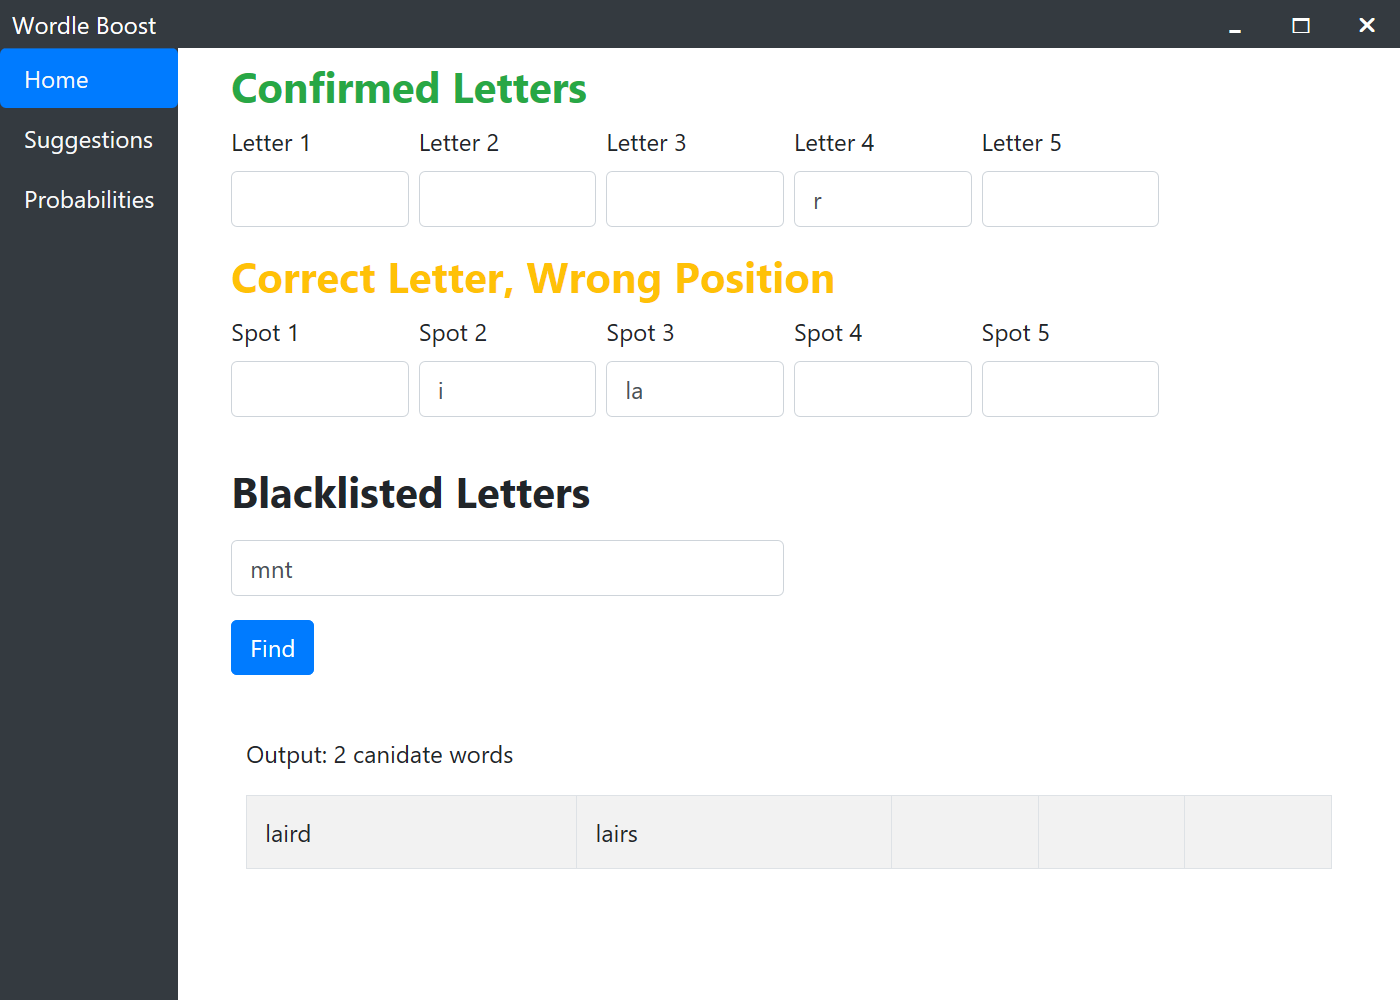 Wordle Boost
Home
Suggestions
Probabilities
Confirmed Letters
Letter 1 Letter 2 Letter 3 Letter 4 Letter 5
r
Correct Letter, Wrong Position
Spot 1 Spot 2 Spot 3 Spot 4 Spot 5
i la
Blacklisted Letters
mnt
Find
Output: 2 canidate words
laird lairs